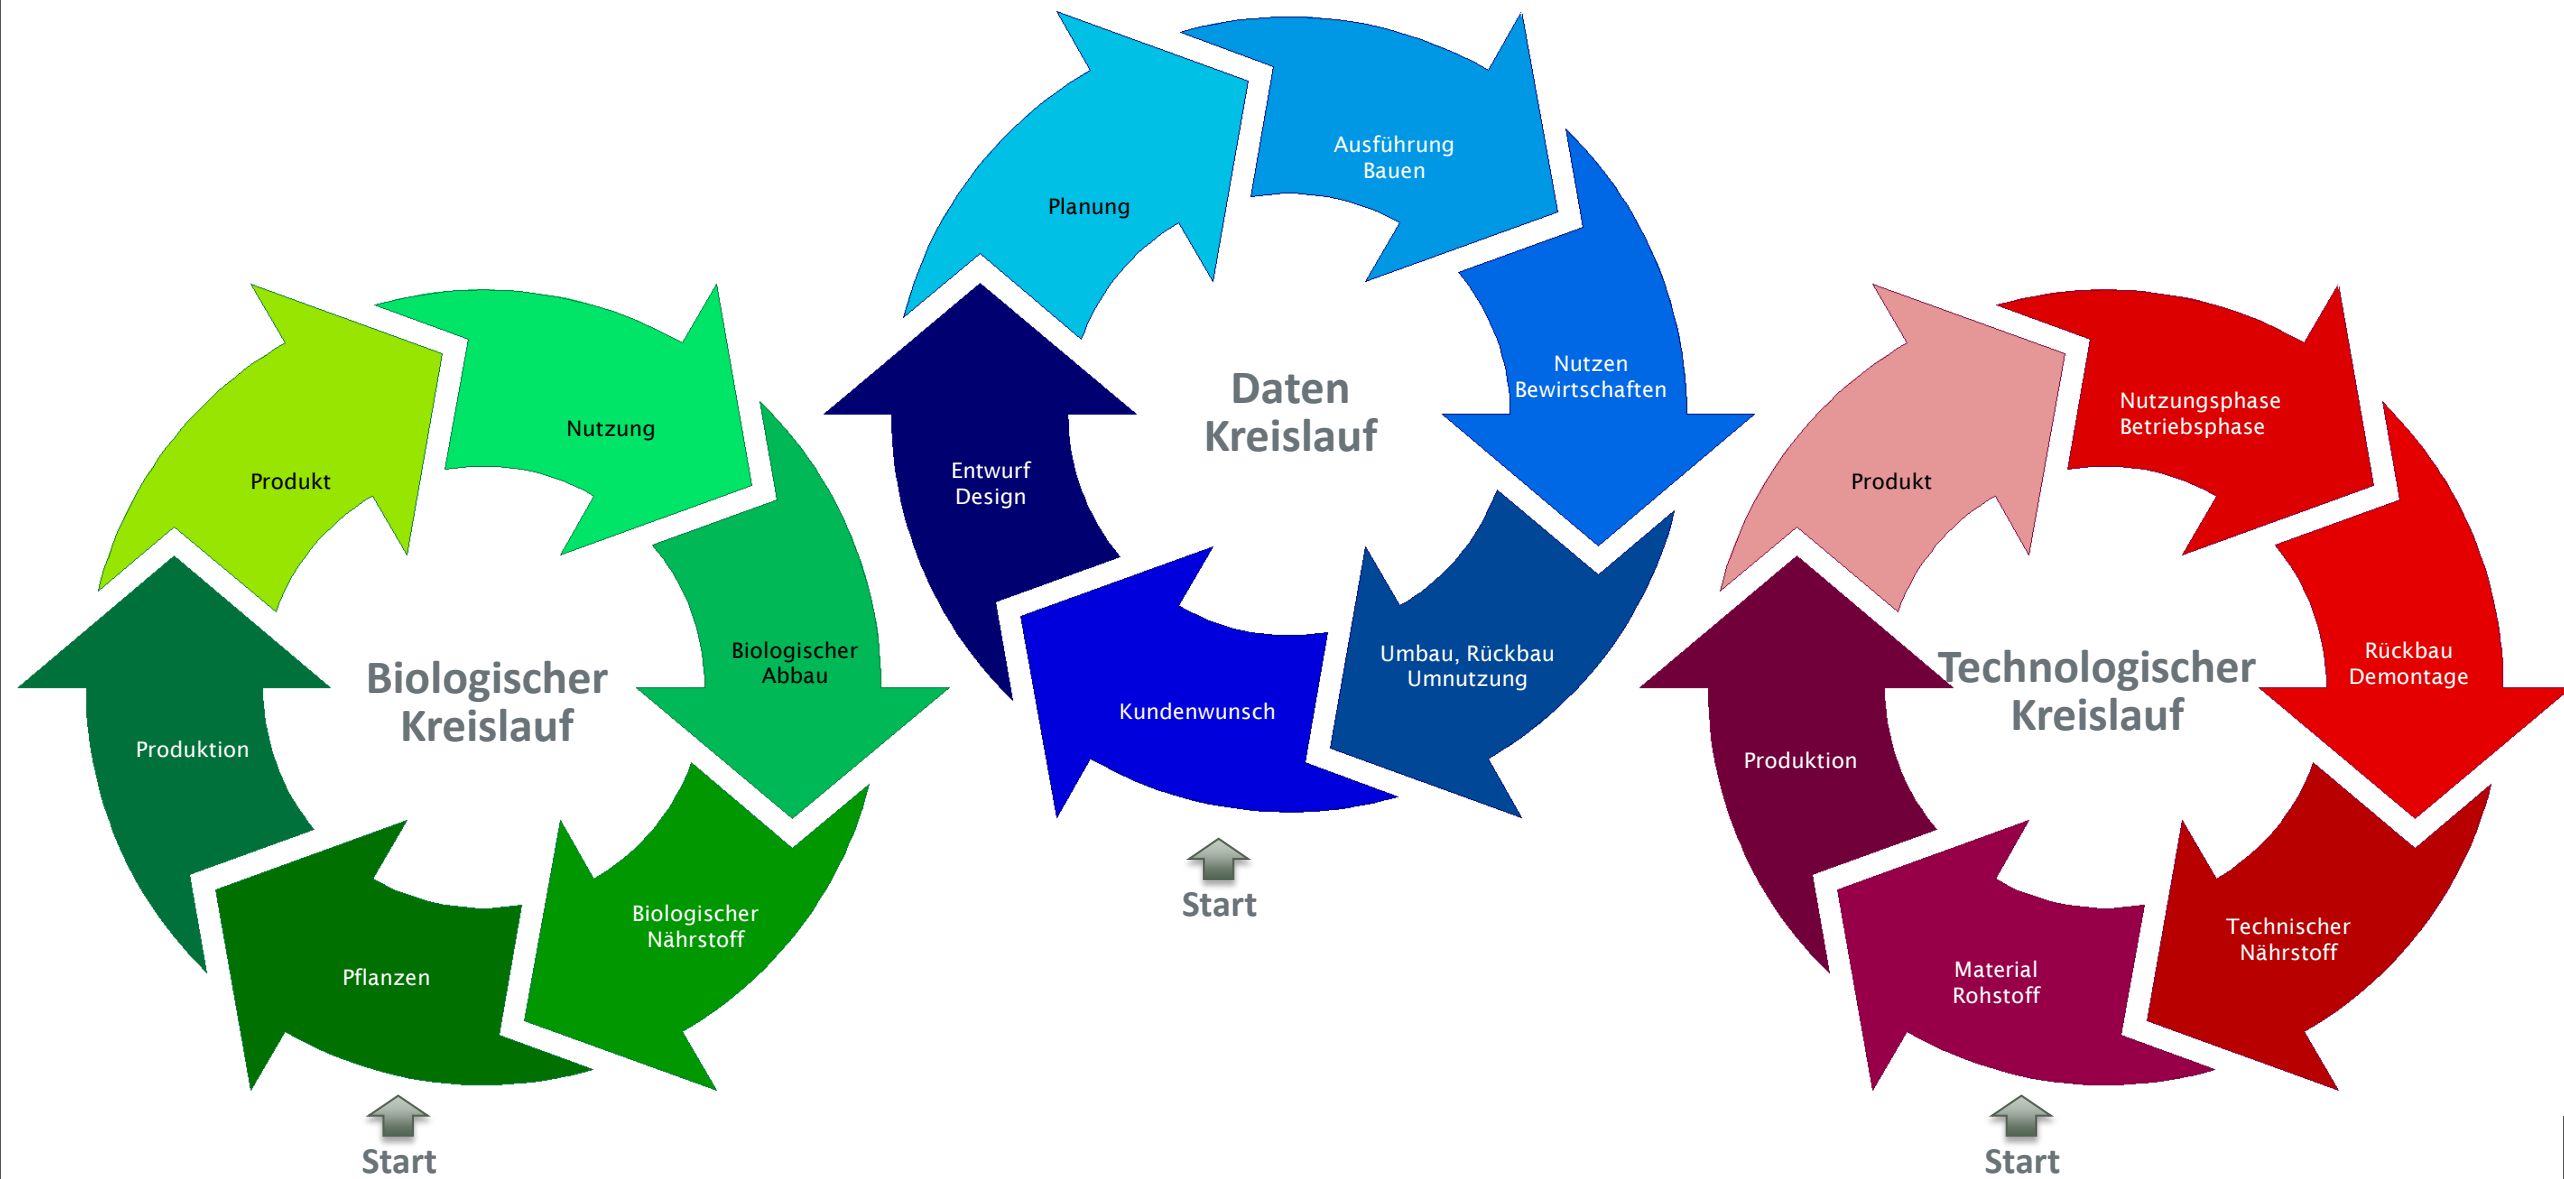 Biologischer
Kreislauf
Pflanzen
Produktion
Produkt
Nutzung
Biologischer
Abbau
Biologischer
Nährstoff
Start
Daten
Kreislauf
Kundenwunsch
Entwurf
Design
Planung
Ausführung
Bauen
Nutzen
Bewirtschaften
Umbau, Rückbau
Umnutzung
Start
Technologischer
Kreislauf
Material
Rohstoff
Produktion
Produkt
Nutzungsphase
Betriebsphase
Rückbau
Demontage
Technischer
Nährstoff
Start